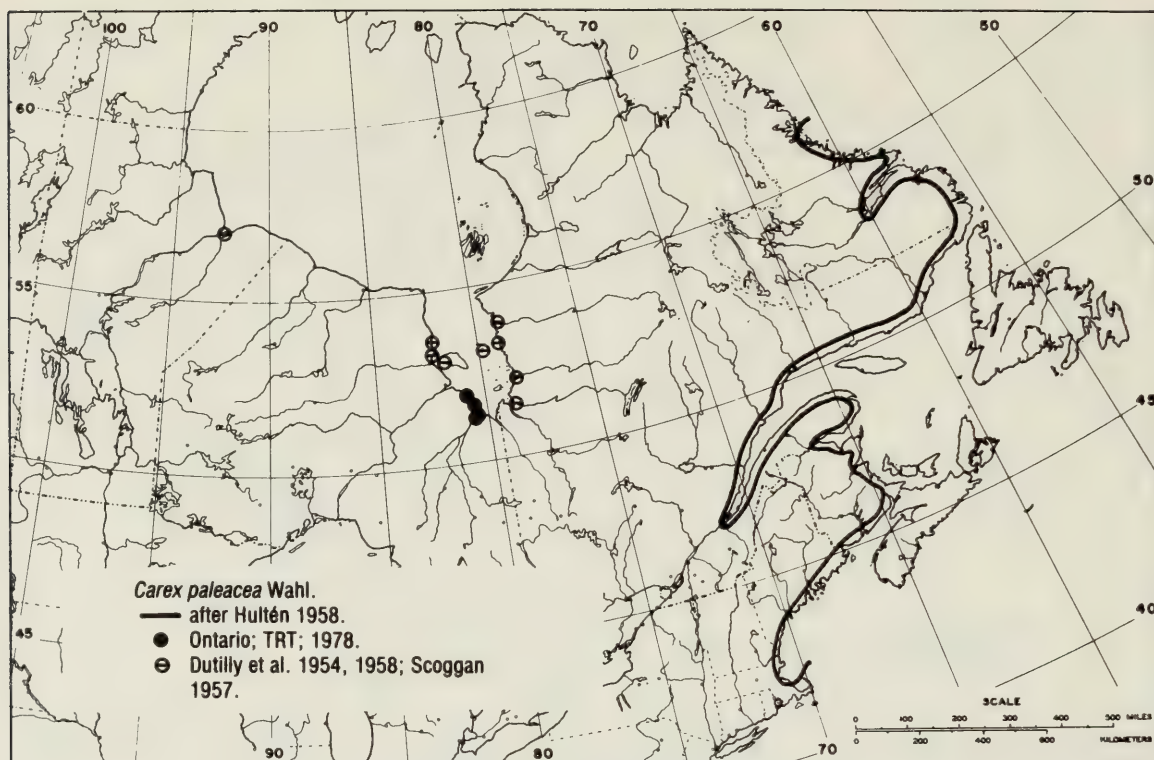 100
90
80
70
60
50
60
55
50
45
40
45
90
80
70
Carex paleacea Wahl.
after Hultén 1958.
Ontario; TRT; 1978.
Dutilly et al. 1954, 1958; Scoggan
1957.
SCALE
100 0 100 200 300 400 500 MILES
200 0 200 400 600 KILOMETERS